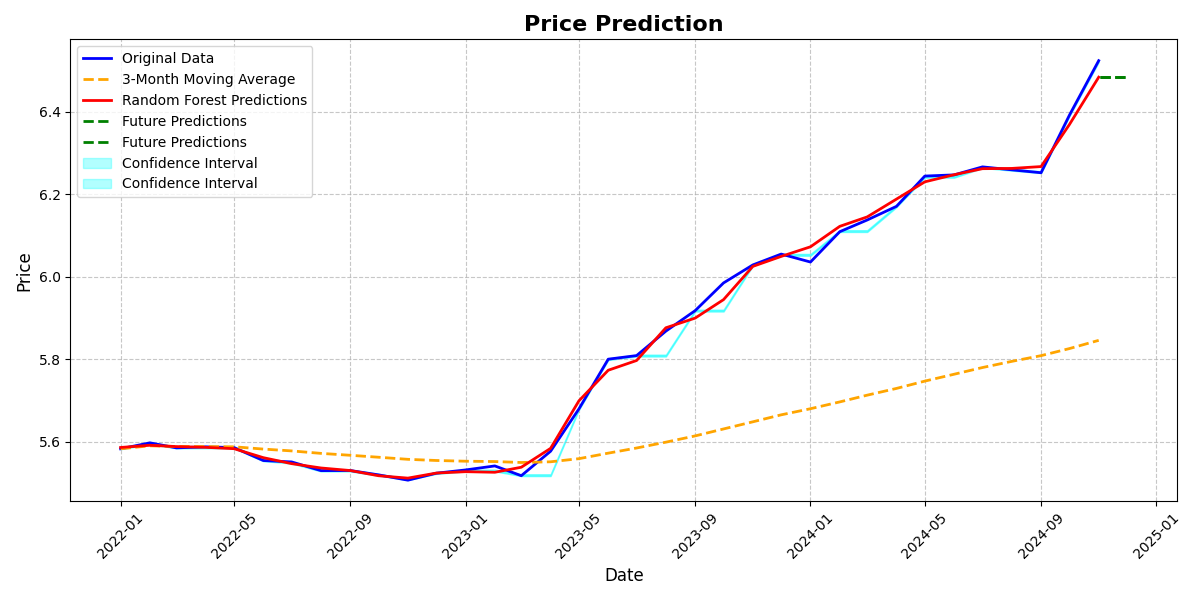 Price Prediction
Original Data
3-Month Moving Average
Random Forest Predictions
Future Predictions
Future Predictions
Confidence Interval
Confidence Interval
Price
6.4
6.2
6.0
5.8
5.6
2022-01
2022-05
2022-09
2023-01
2023-05
2023-09
2024-01
2024-05
2024-09
2025-01
Date